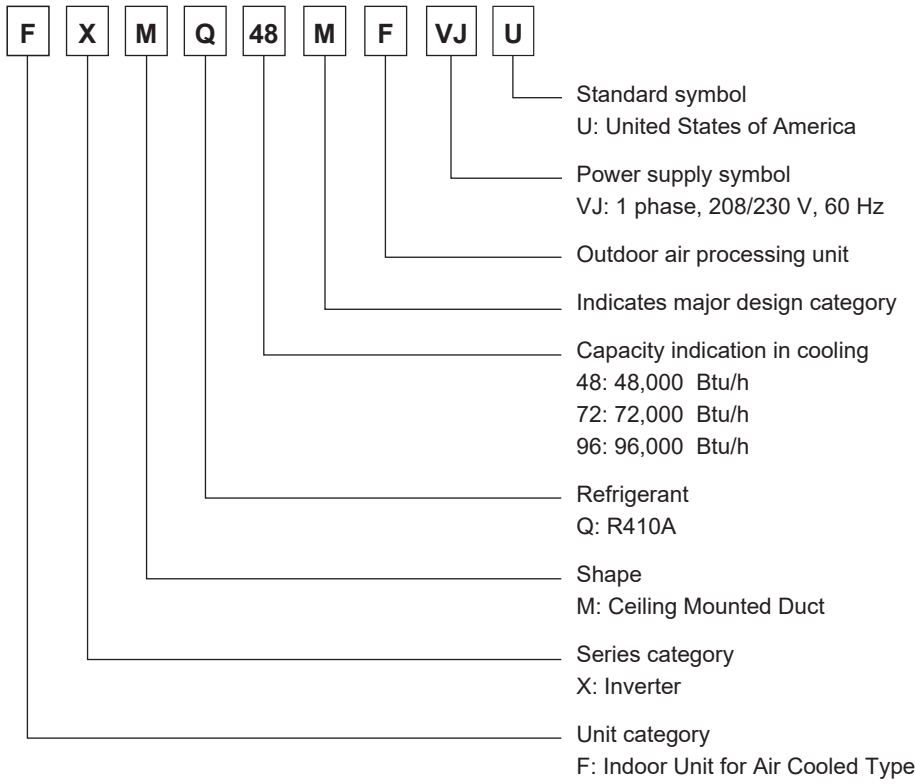 F X M Q 48 M F VJ U
Standard symbol
U: United States of America
Power supply symbol
VJ: 1 phase, 208/230 V, 60 Hz
Outdoor air processing unit
Indicates major design category
Capacity indication in cooling
48: 48,000 Btu/h
72: 72,000 Btu/h
96: 96,000 Btu/h
Refrigerant
Q: R410A
Shape
M: Ceiling Mounted Duct
Series category
X: Inverter
Unit category
F: Indoor Unit for Air Cooled Type